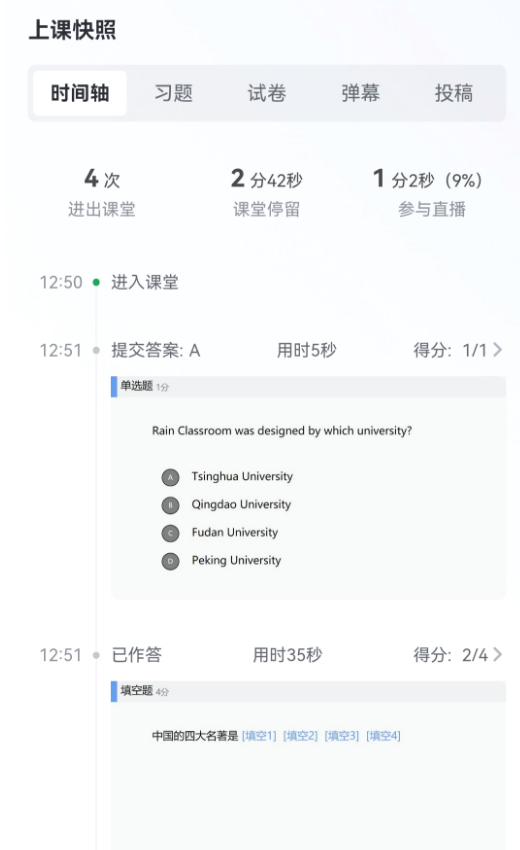 上课快照
时间轴 习题 试卷 弹幕 投稿
4 次 2 分42秒 1 分2秒（9%）
进出课堂 课堂停留 参与直播
12:50 进入课堂
12:51 提交答案: A 用时5秒 得分: 1/1
单选题 1分
Rain Classroom was designed by which university?
A Tsinghua University
B Qingdao University
C Fudan University
D Peking University
12:51 已作答 用时35秒 得分: 2/4
填空题 4分
中国的四大名著是 [填空1] [填空2] [填空3] [填空4]